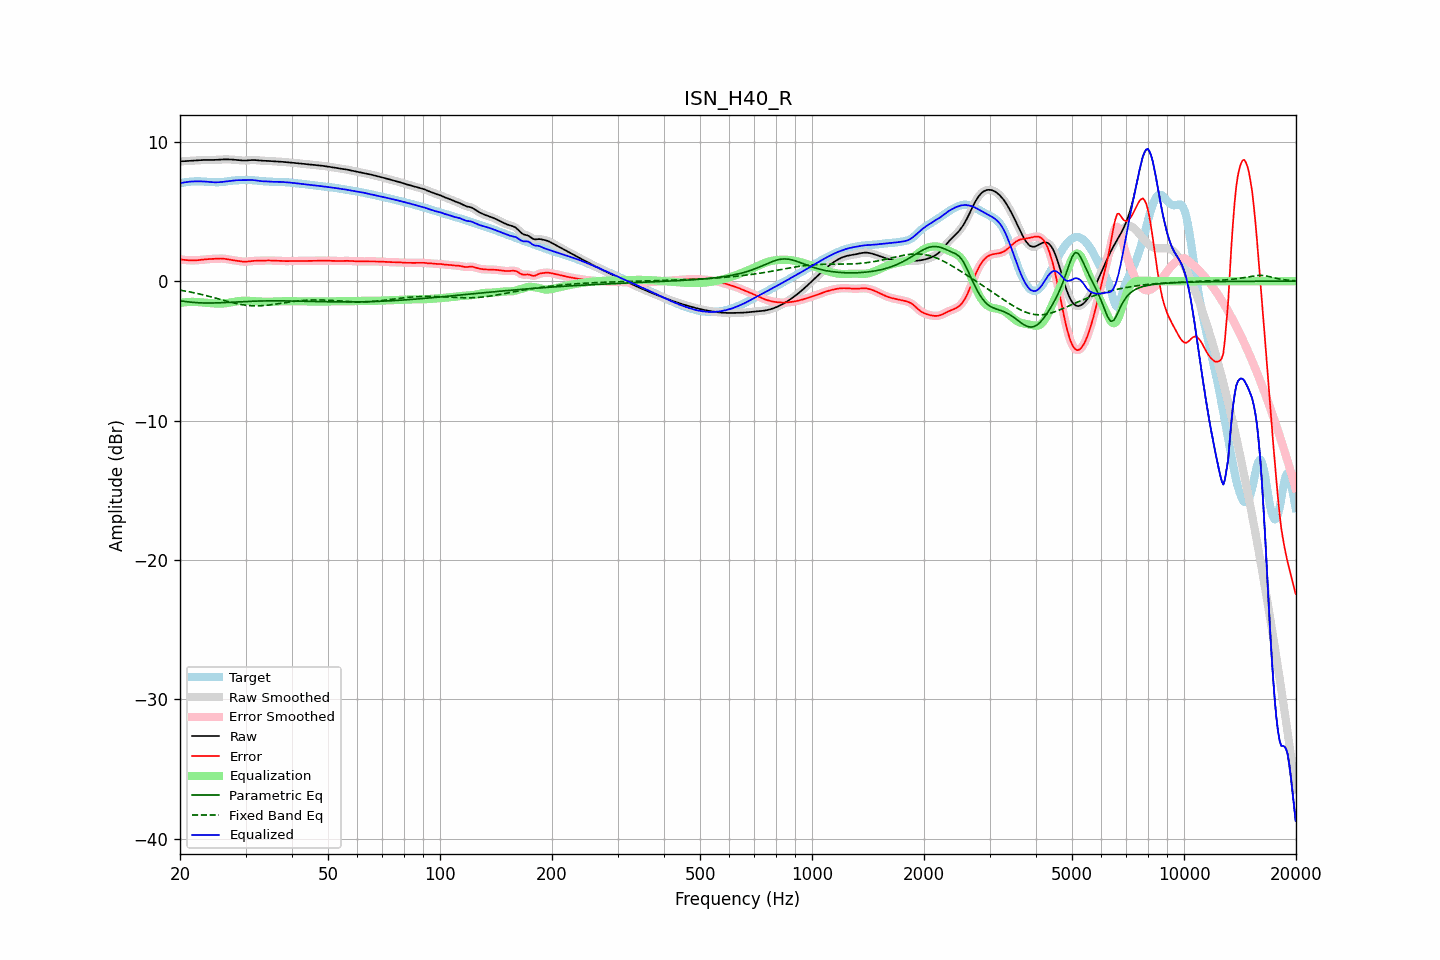 ISN_H40_R
10
0
−10
−20
−30
−40
Amplitude (dBr)
Target
Raw Smoothed
Error Smoothed
Raw
Error
Equalization
Parametric Eq
Fixed Band Eq
Equalized
20 50 100 200 500 1000 2000 5000 10000 20000
Frequency (Hz)